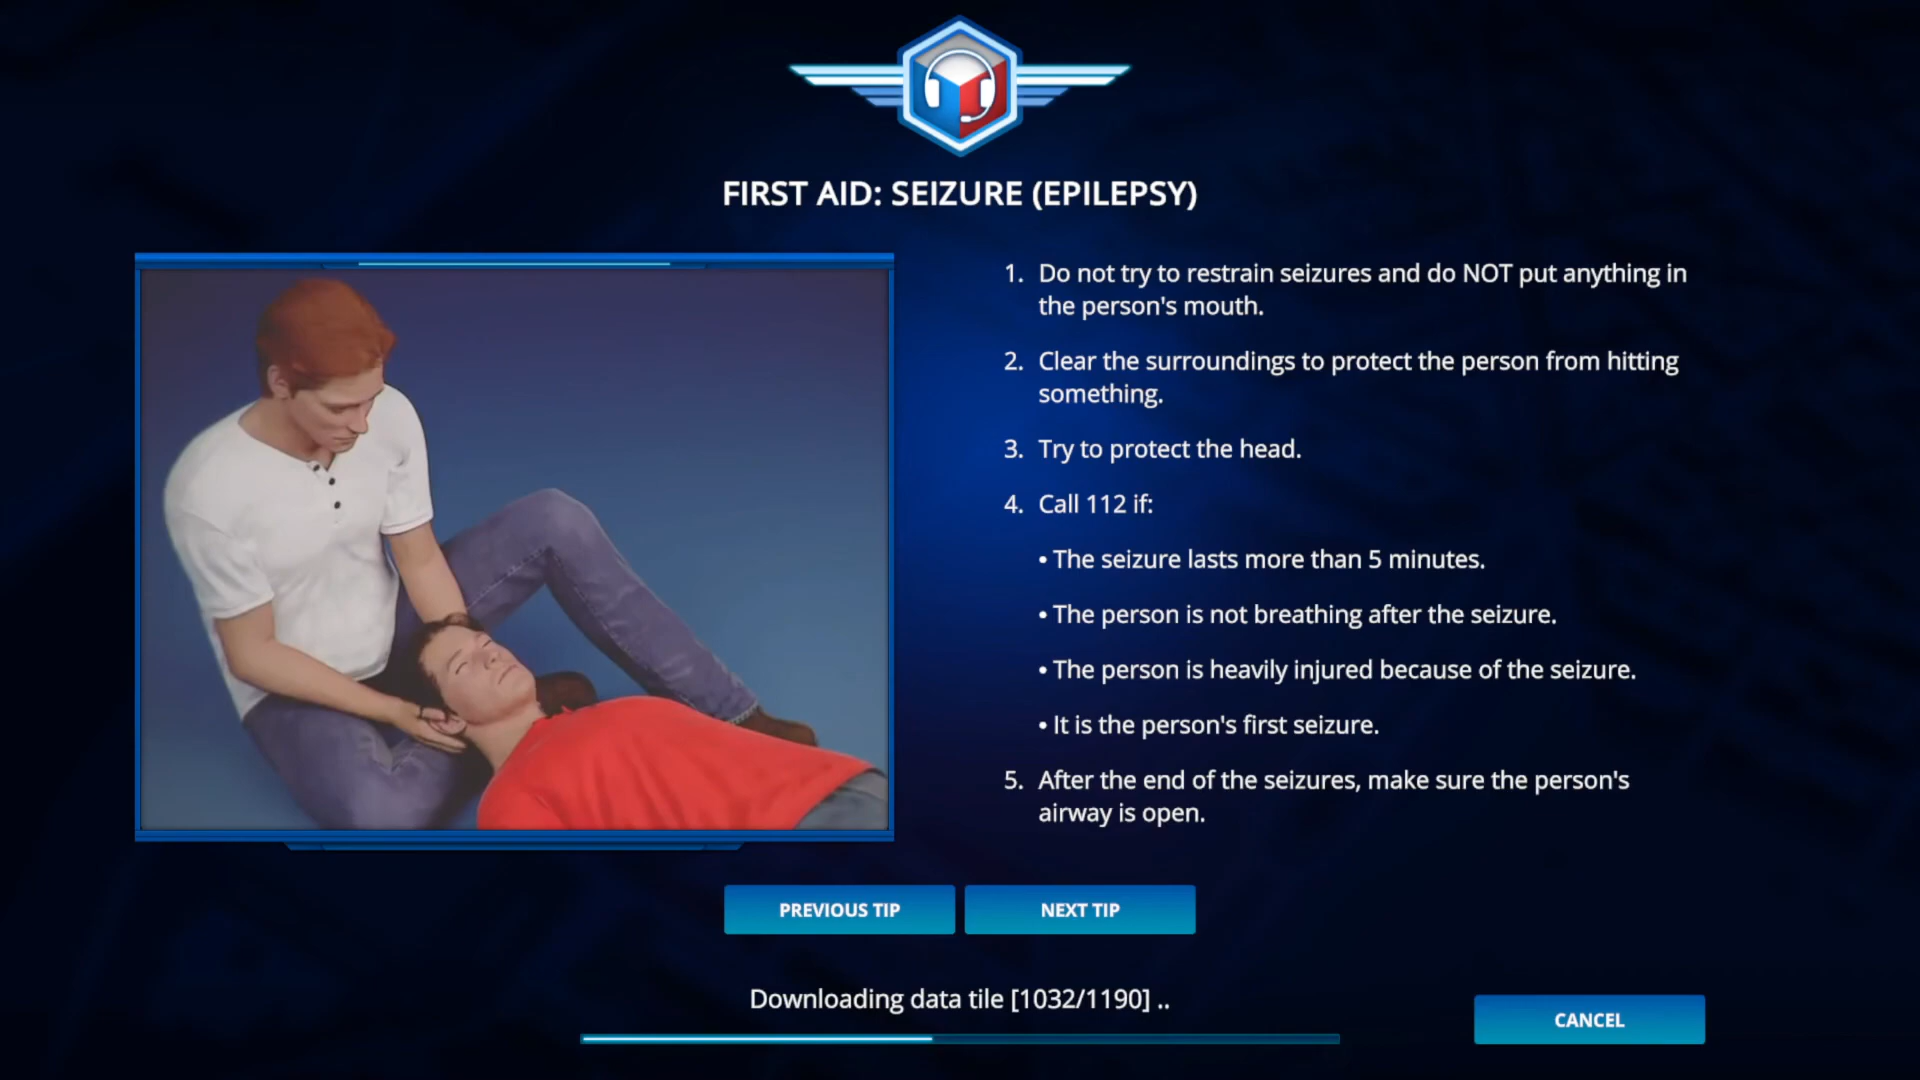 FIRST AID: SEIZURE (EPILEPSY)
1. Do not try to restrain seizures and do NOT put anything in
the person's mouth.
2. Clear the surroundings to protect the person from hitting
something.
3. Try to protect the head.
4. Call 112 if:
• The seizure lasts more than 5 minutes.
• The person is not breathing after the seizure.
• The person is heavily injured because of the seizure.
• It is the person's first seizure.
5. After the end of the seizures, make sure the person's
airway is open.
PREVIOUS TIP
NEXT TIP
Downloading data tile [1032/1190] ..
CANCEL